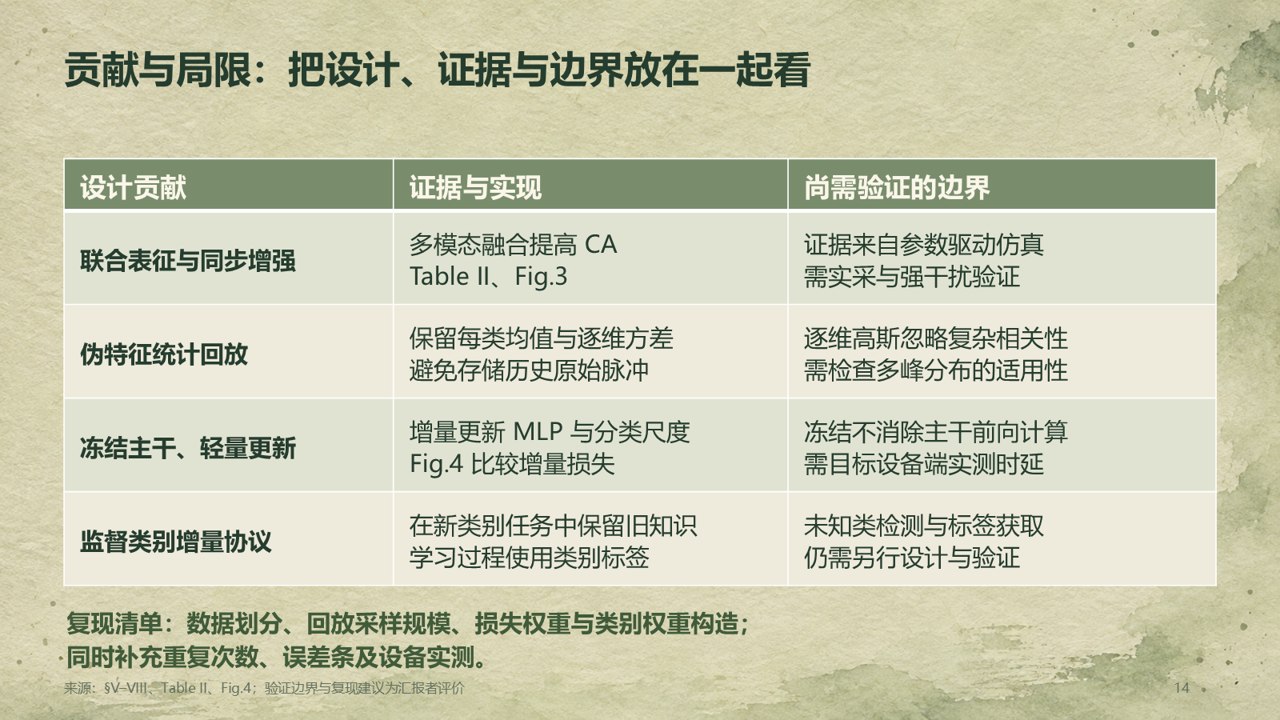 贡献与局限：把设计、证据与边界放在一起看
设计贡献
证据与实现
尚需验证的边界
联合表征与同步增强
多模态融合提高 CA
Table II、Fig.3
证据来自参数驱动仿真
需实采与强干扰验证
伪特征统计回放
保留每类均值与逐维方差
避免存储历史原始脉冲
逐维高斯忽略复杂相关性
需检查多峰分布的适用性
冻结主干、轻量更新
增量更新 MLP 与分类尺度
Fig.4 比较增量损失
冻结不消除主干前向计算
需目标设备端实测时延
监督类别增量协议
在新类别任务中保留旧知识
学习过程使用类别标签
未知类检测与标签获取
仍需另行设计与验证
复现清单：数据划分、回放采样规模、损失权重与类别权重构造；
同时补充重复次数、误差条及设备实测。
来源：§V–VIII、Table II、Fig.4；验证边界与复现建议为汇报者评价
14